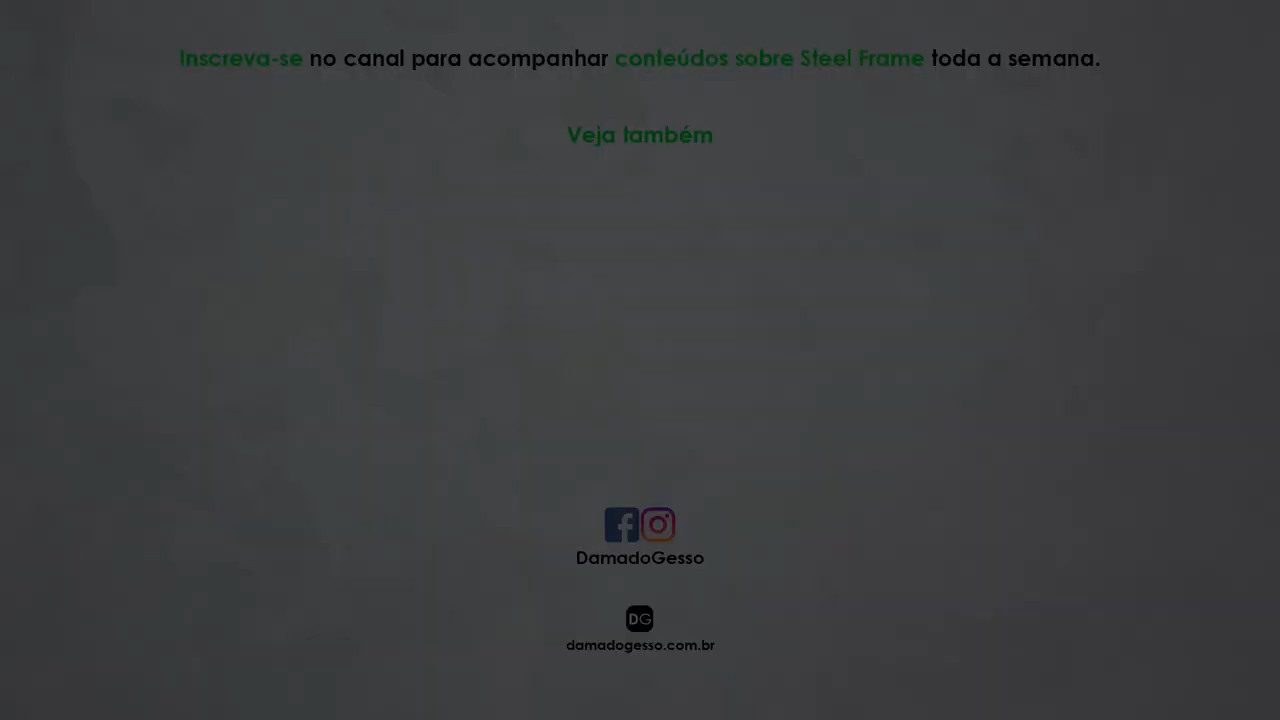 Inscreva-se no canal para acompanhar conteúdos sobre Steel Frame toda a semana.
Veja também
DamadoGesso
DG
damadogesso.com.br